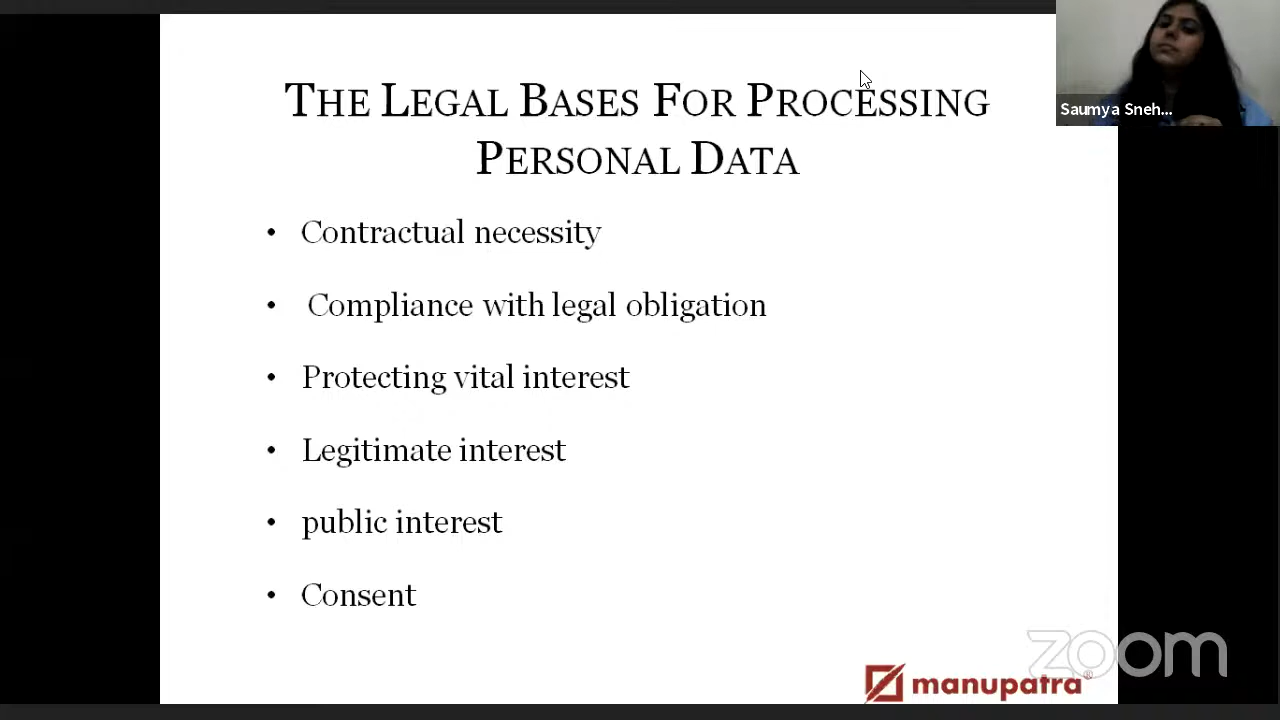 THE LEGAL BASES FOR PROCESSING
PERSONAL DATA
Saumya Sneh...
• Contractual necessity
• Compliance with legal obligation
• Protecting vital interest
• Legitimate interest
• public interest
• Consent
zoom
manupatra®